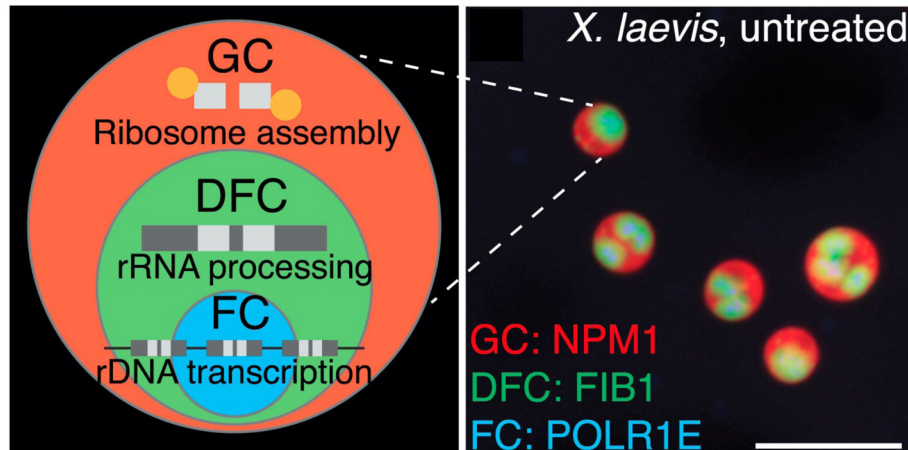 GC
Ribosome assembly
DFC
rRNA processing
FC
rDNA transcription
X. laevis, untreated
GC: NPM1
DFC: FIB1
FC: POLR1E